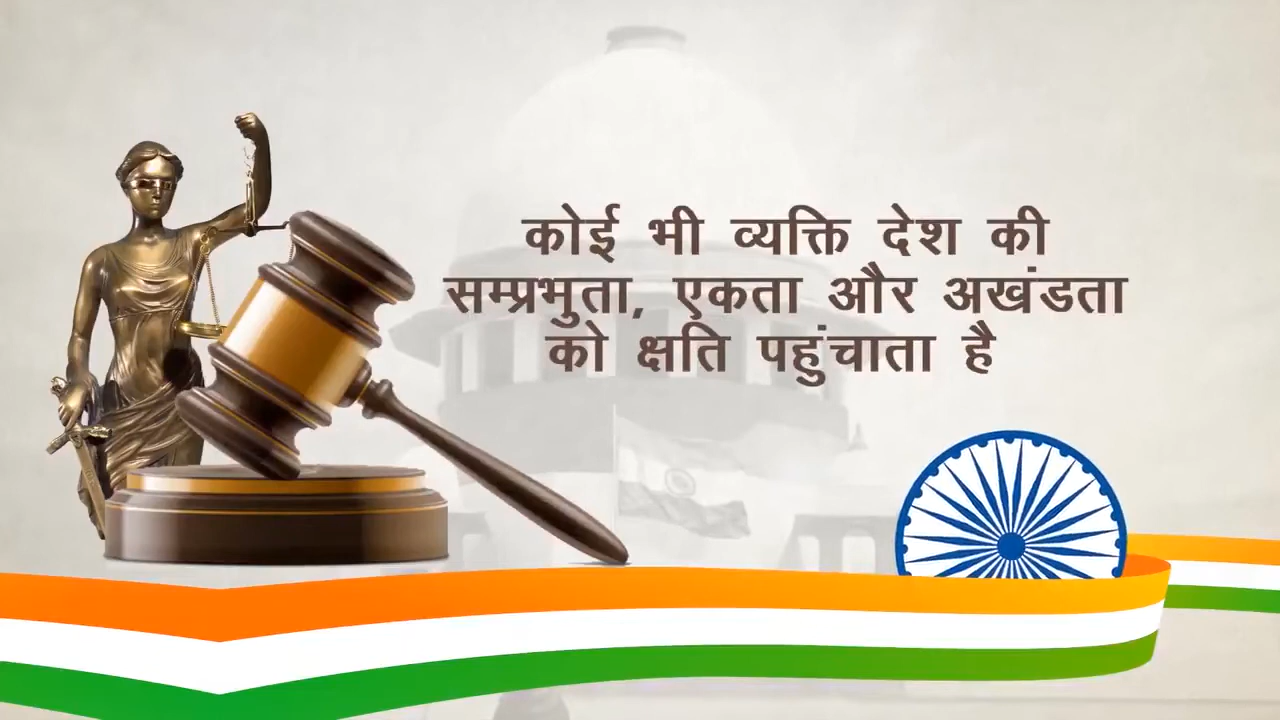 कोई भी व्यक्ति देश की
सम्प्रभुता, एकता और अखंडता
को क्षति पहुंचाता है